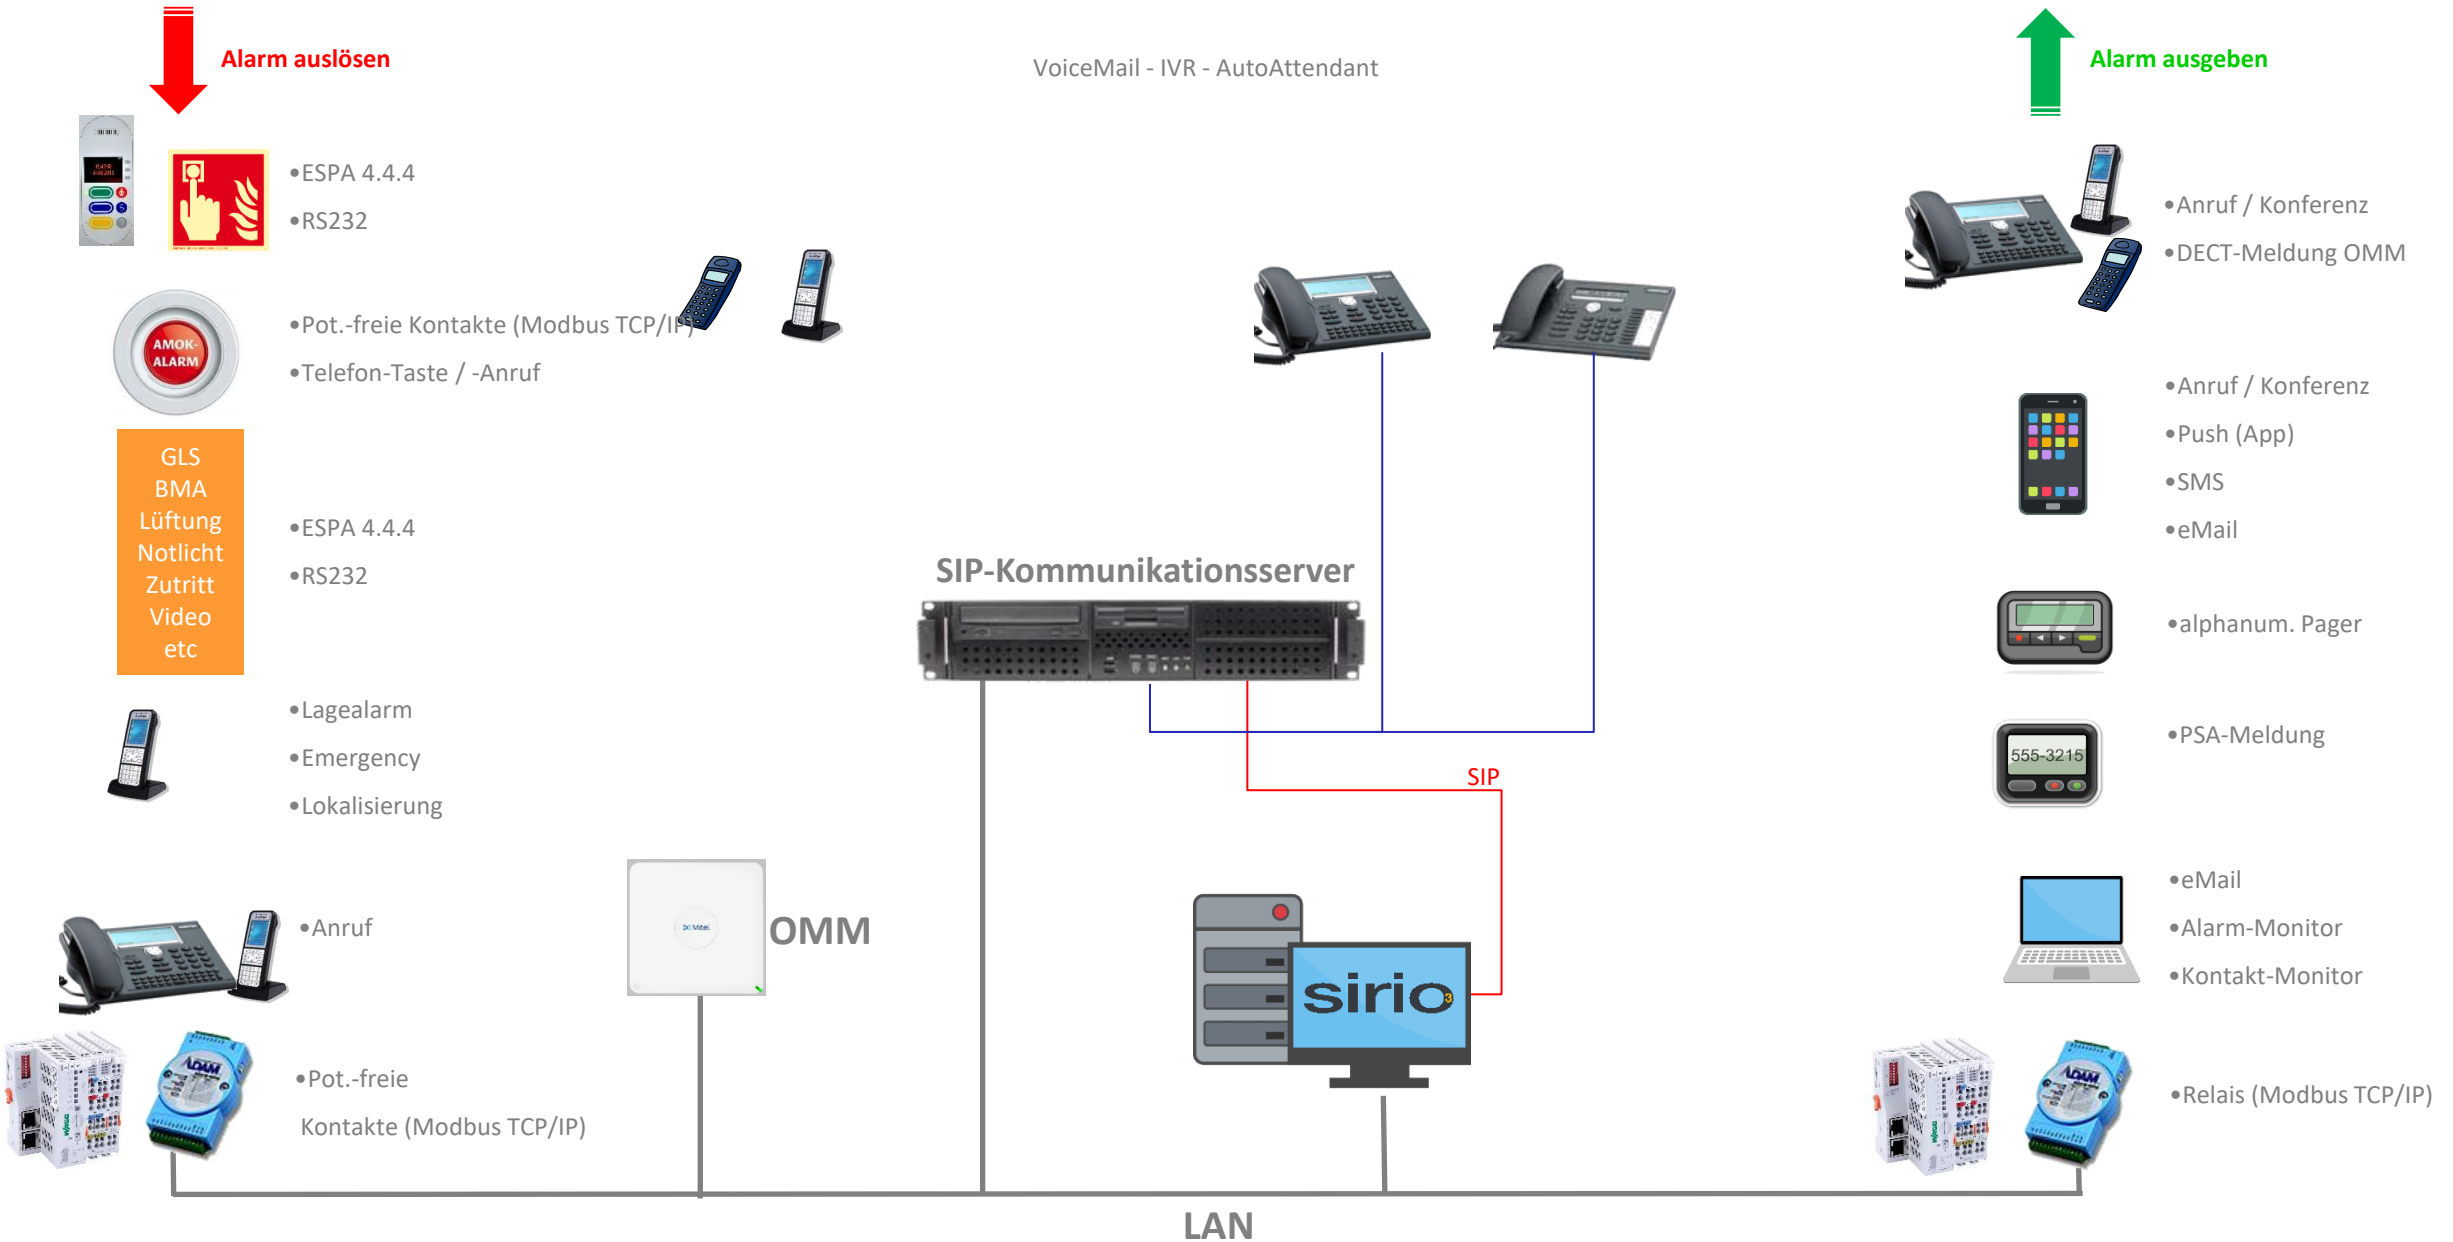 Alarm auslösen
VoiceMail - IVR - AutoAttendant
Alarm ausgeben
•ESPA 4.4.4
•RS232
•Pot.-freie Kontakte (Modbus TCP/IP)
•Telefon-Taste / -Anruf
AMOK-
ALARM
GLS
BMA
Lüftung
Notlicht
Zutritt
Video
etc
•ESPA 4.4.4
•RS232
•Lagealarm
•Emergency
•Lokalisierung
•Anruf
•Pot.-freie
Kontakte (Modbus TCP/IP)
ADAM
Mitel
OMM
SIP-Kommunikationsserver
SIP
sirio3
LAN
•Anruf / Konferenz
•DECT-Meldung OMM
•Anruf / Konferenz
•Push (App)
•SMS
•eMail
•alphanum. Pager
555-3215
•PSA-Meldung
•eMail
•Alarm-Monitor
•Kontakt-Monitor
ADAM
•Relais (Modbus TCP/IP)